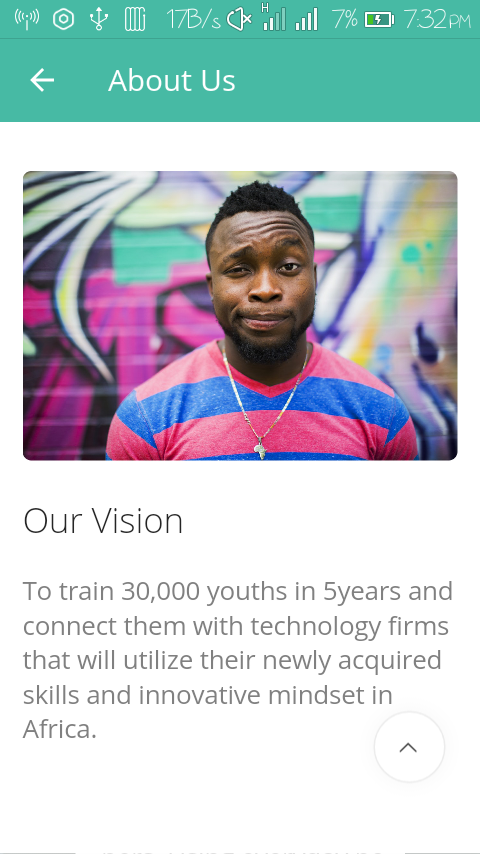 17B/s H 7% 7:32PM
About Us
Our Vision
To train 30,000 youths in 5years and
connect them with technology firms
that will utilize their newly acquired
skills and innovative mindset in
Africa.